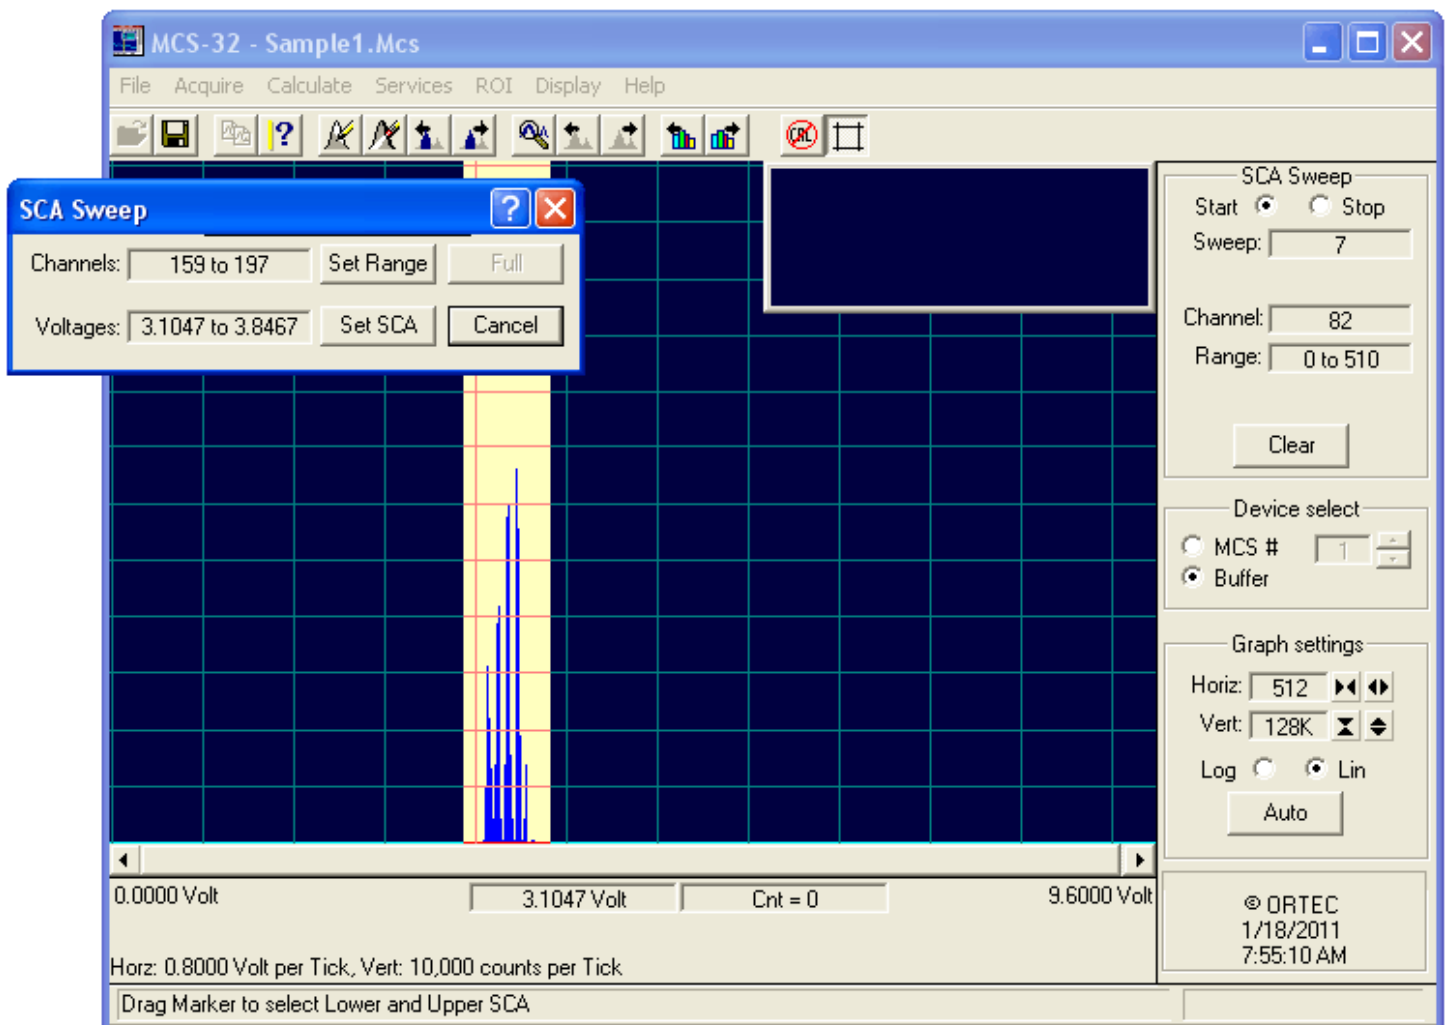 MCS-32 - Sample1.Mcs
File Acquire Calculate Services ROI Display Help
SCA Sweep
Channels: 159 to 197 Set Range Full
Voltages: 3.1047 to 3.8467 Set SCA Cancel
SCA Sweep
Start Stop
Sweep: 7
Channel: 82
Range: 0 to 510
Clear
Device select
MCS # 1
Buffer
Graph settings
Horiz: 512
Vert: 128K
Log Lin
Auto
0.0000 Volt 3.1047 Volt Cnt = 0 9.6000 Volt
Horz: 0.8000 Volt per Tick, Vert: 10,000 counts per Tick
© ORTEC
1/18/2011
7:55:10 AM
Drag Marker to select Lower and Upper SCA